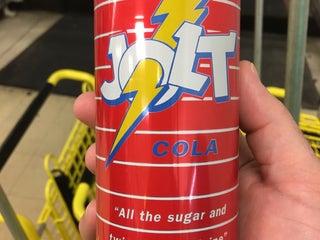 JOLT
COLA
"All the sugar and